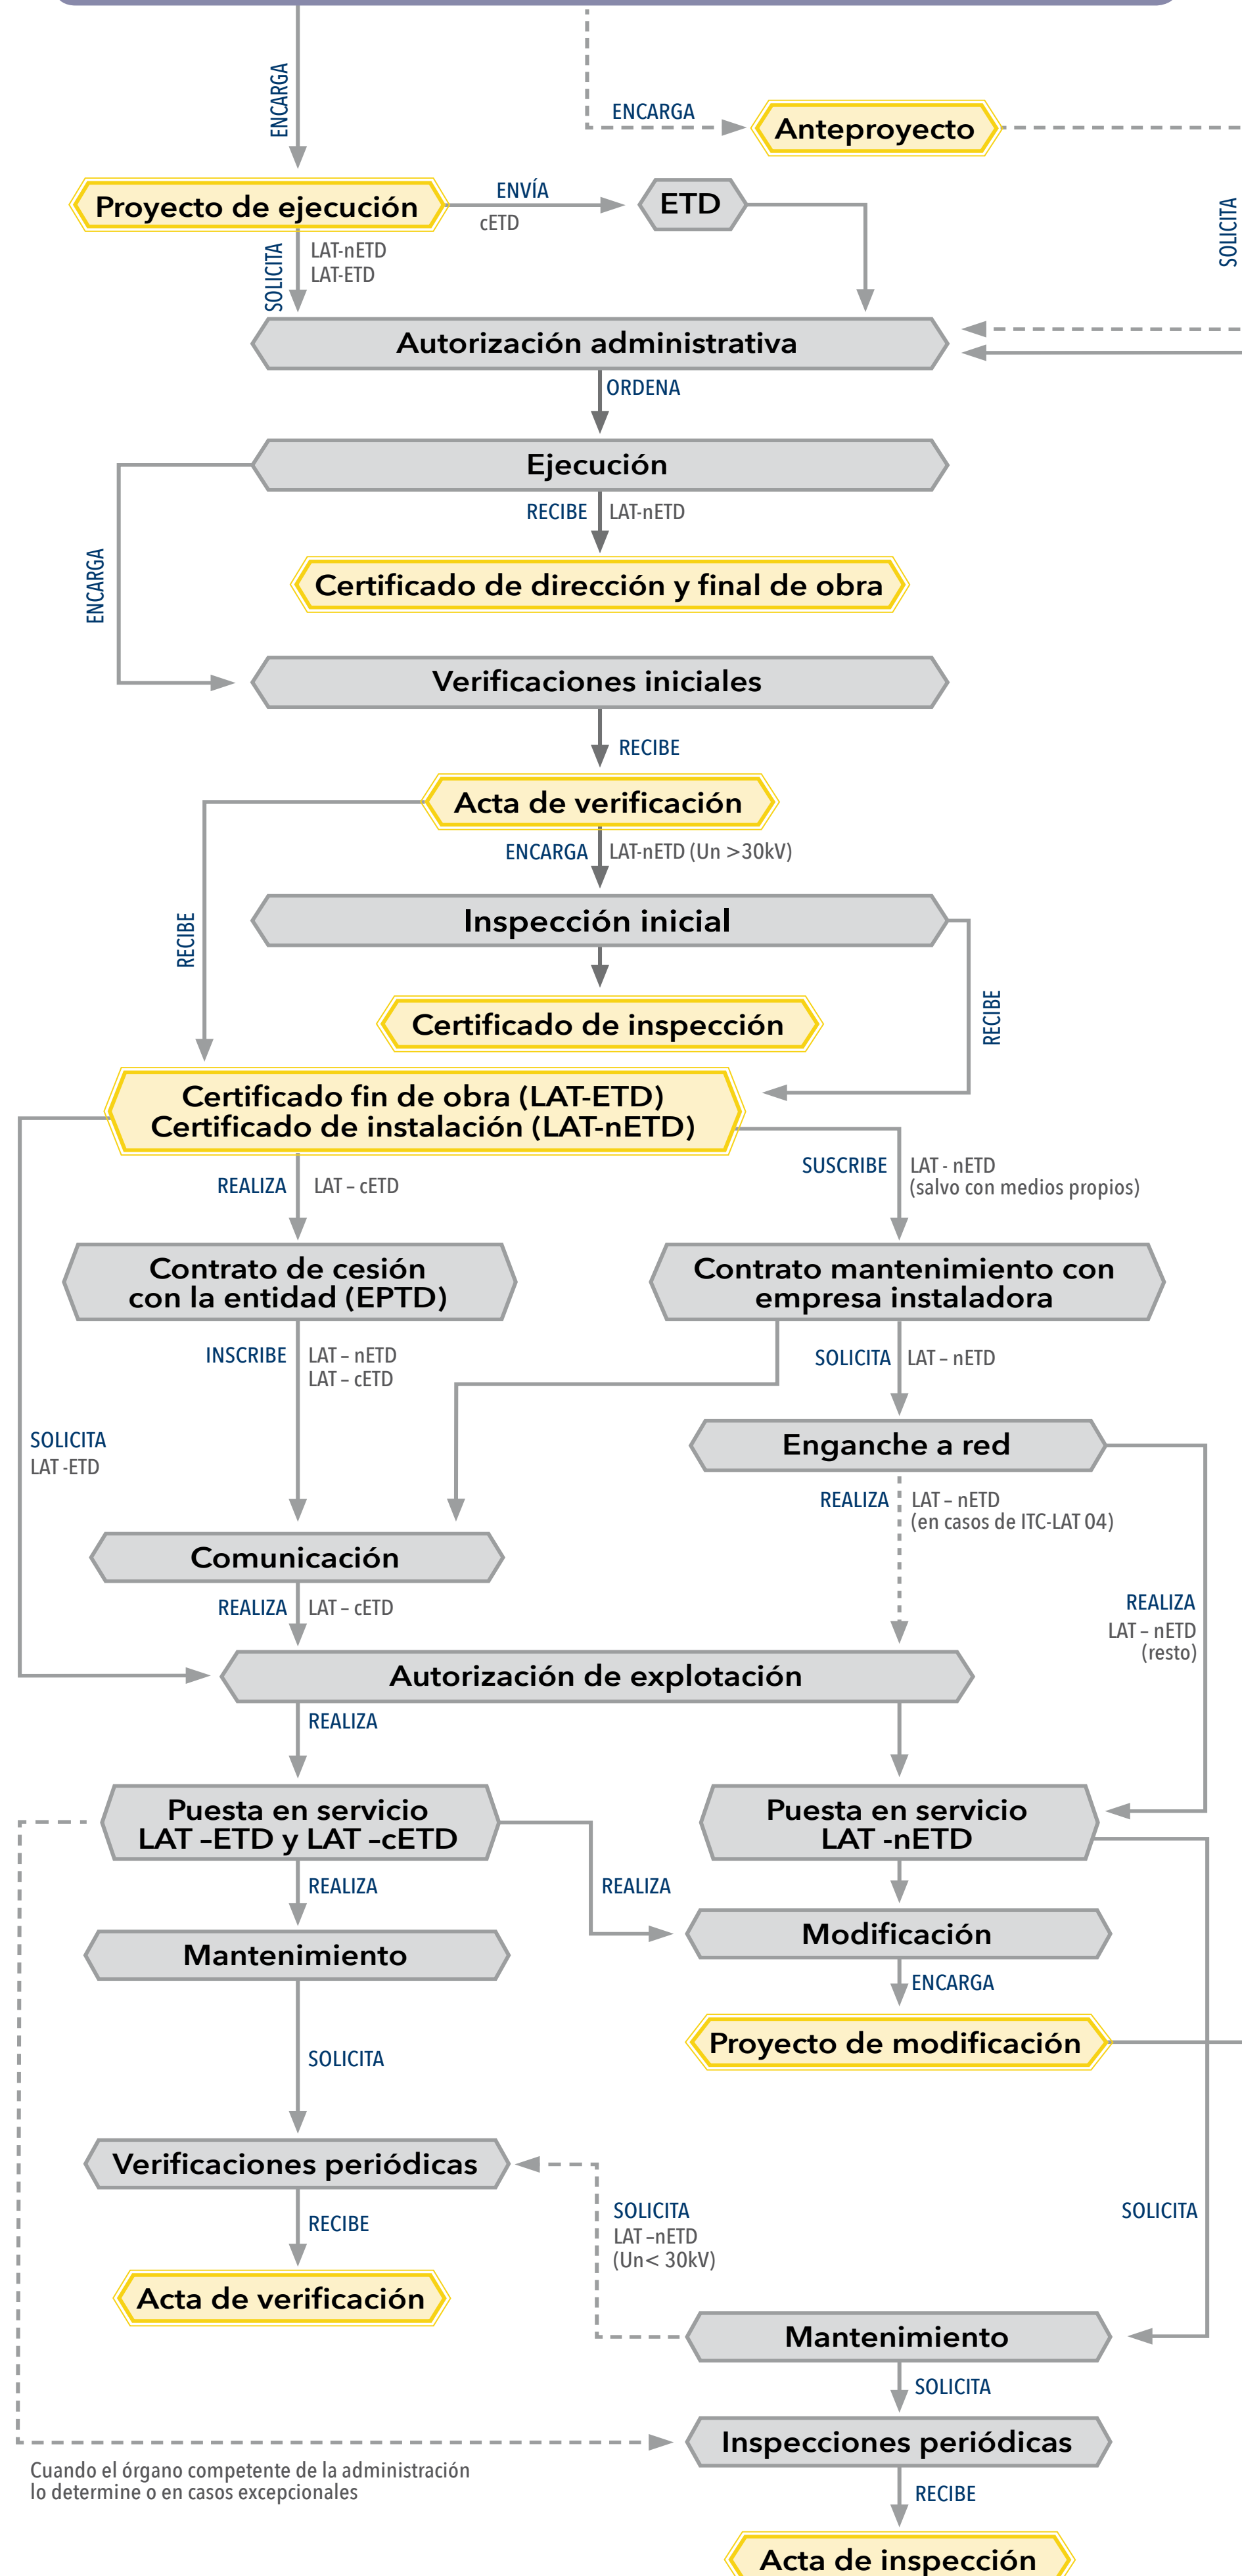 ENCARGA
ENCARGA
Anteproyecto
Proyecto de ejecución
ENVÍA
cETD
ETD
SOLICITA
SOLICITA
LAT-nETD
LAT-ETD
Autorización administrativa
ORDENA
Ejecución
RECIBE
LAT-nETD
ENCARGA
Certificado de dirección y final de obra
Verificaciones iniciales
RECIBE
Acta de verificación
ENCARGA
LAT-nETD (Un >30kV)
RECIBE
Inspección inicial
RECIBE
Certificado de inspección
Certificado fin de obra (LAT-ETD)
Certificado de instalación (LAT-nETD)
REALIZA
LAT – cETD
SUSCRIBE
LAT - nETD
(salvo con medios propios)
Contrato de cesión
con la entidad (EPTD)
Contrato mantenimiento con
empresa instaladora
INSCRIBE
LAT – nETD
LAT – cETD
SOLICITA
LAT – nETD
SOLICITA
LAT -ETD
Enganche a red
REALIZA
LAT – nETD
(en casos de ITC-LAT 04)
Comunicación
REALIZA
LAT – cETD
REALIZA
LAT – nETD
(resto)
Autorización de explotación
REALIZA
Puesta en servicio
LAT –ETD y LAT –cETD
Puesta en servicio
LAT -nETD
REALIZA
REALIZA
Mantenimiento
Modificación
ENCARGA
Proyecto de modificación
SOLICITA
Verificaciones periódicas
RECIBE
SOLICITA
LAT –nETD
(Un< 30kV)
SOLICITA
Acta de verificación
Mantenimiento
SOLICITA
Inspecciones periódicas
Cuando el órgano competente de la administración
lo determine o en casos excepcionales
RECIBE
Acta de inspección